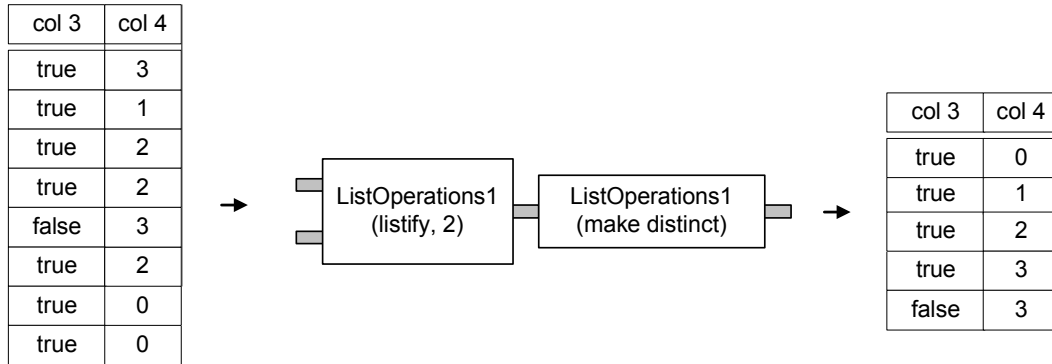 col 3 col 4
true 3
true 1
true 2
true 2
false 3
true 2
true 0
true 0
ListOperations1
(listify, 2)
ListOperations1
(make distinct)
col 3 col 4
true 0
true 1
true 2
true 3
false 3